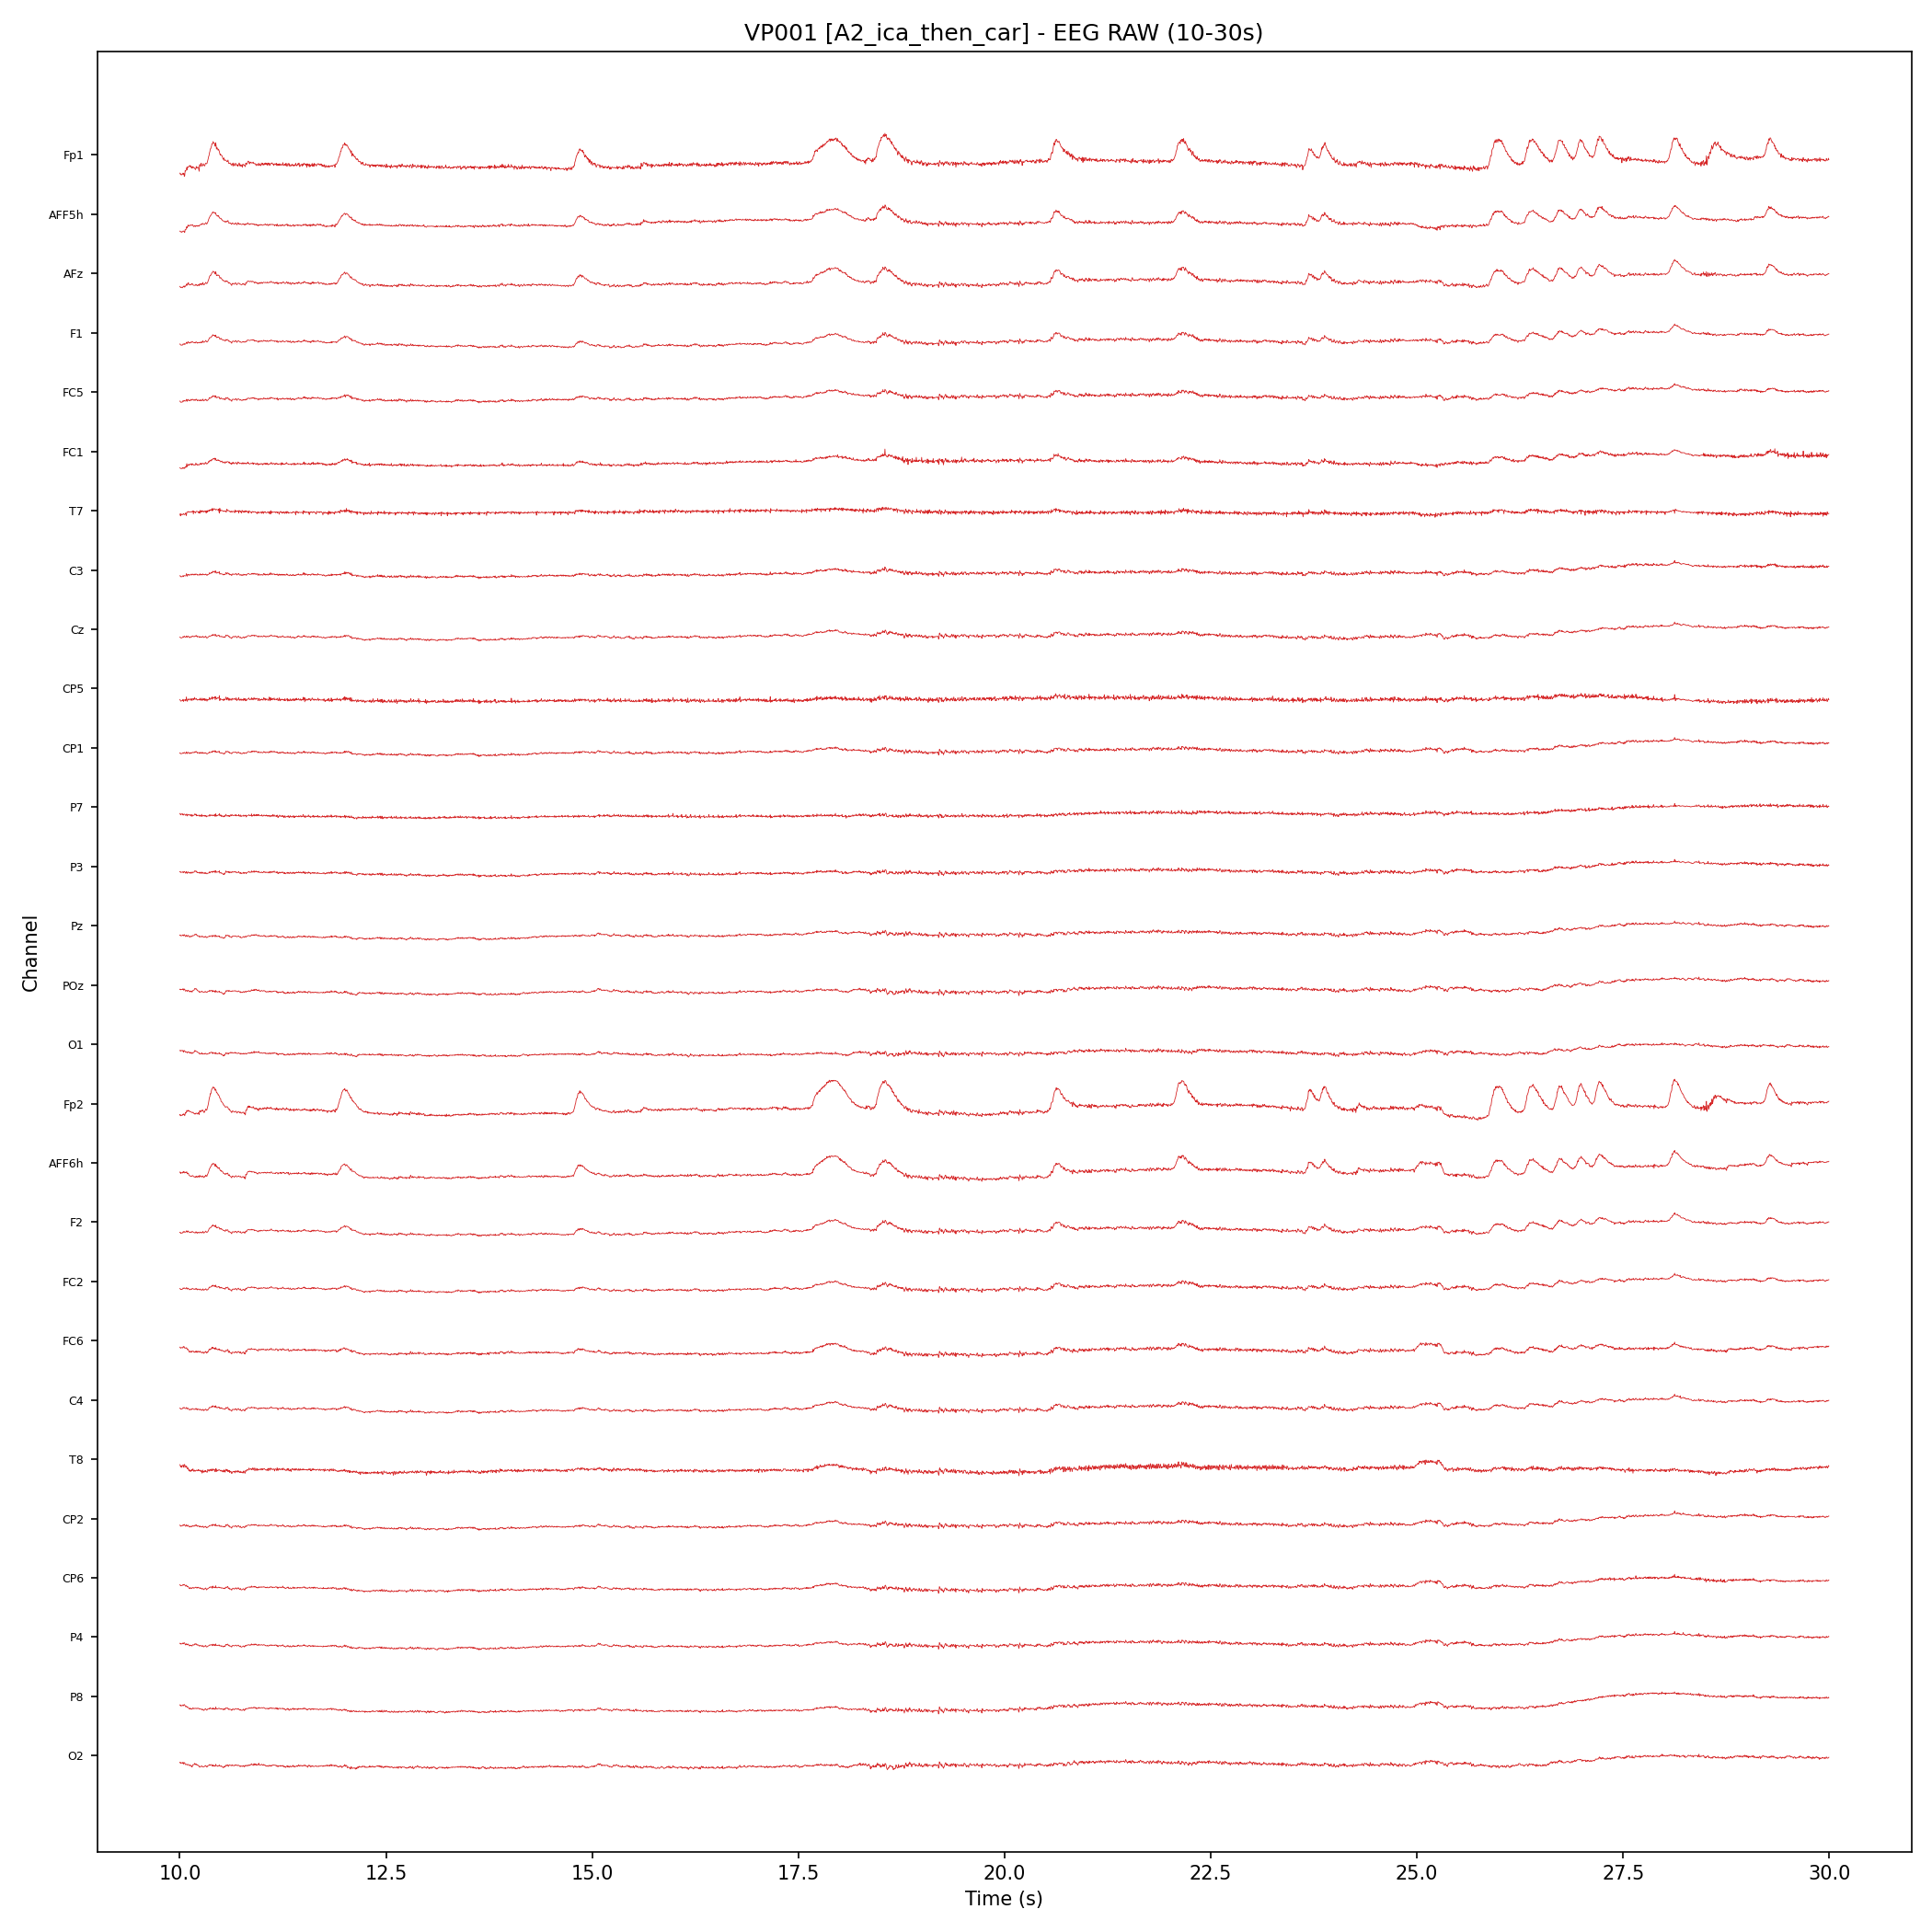 VP001 [A2_ica_then_car] - EEG RAW (10-30s)
Channel
Fp1
AFF5h
AFz
F1
FC5
FC1
T7
C3
Cz
CP5
CP1
P7
P3
Pz
POz
O1
Fp2
AFF6h
F2
FC2
FC6
C4
T8
CP2
CP6
P4
P8
O2
10.0 12.5 15.0 17.5 20.0 22.5 25.0 27.5 30.0
Time (s)